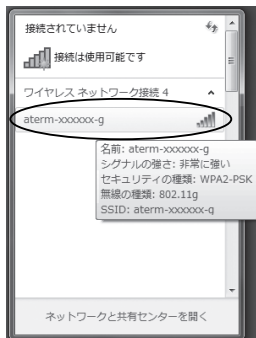 接続されていません
接続は使用可能です
ワイヤレス ネットワーク接続 4
aterm-xxxxxx-g
名前: aterm-xxxxxx-g
シグナルの強さ: 非常に強い
セキュリティの種類: WPA2-PSK
無線の種類: 802.11g
SSID: aterm-xxxxxx-g
ネットワークと共有センターを開く